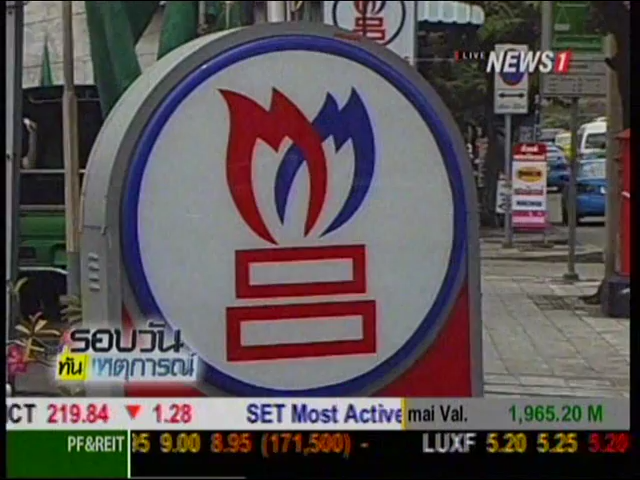 LIVE NEWS1
รอบวัน
ทัน เหตุการณ์
CT 219.84 ▼ 1.28 SET Most Active mai Val. 1,965.20 M
PF&REIT 95 9.00 8.95 (171,500) - LUXF 5.20 5.25 5.20